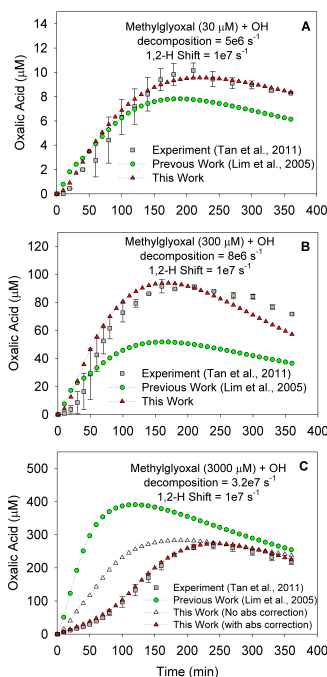 Methylglyoxal (30 μM) + OH A
decomposition = 5e6 s-1
1,2-H Shift = 1e7 s-1
14
12
10
8
6
4
2
0
Oxalic Acid (μM)
Experiment (Tan et al., 2011)
Prevous Work (Lim et al., 2005)
This Work
0 50 100 150 200 250 300 350 400
Methylglyoxal (300 μM) + OH B
decomposition = 8e6 s-1
1,2-H Shift = 1e7 s-1
120
100
80
60
40
20
0
Oxalic Acid (μM)
Experiment (Tan et al., 2011)
Previous Work (Lim et al., 2005)
This Work
0 50 100 150 200 250 300 350 400
Methylglyoxal (3000 μM) + OH C
decomposition = 3.2e7 s-1
1,2-H Shift = 1e7 s-1
500
400
300
200
100
0
Oxalic Acid (μM)
Experiment (Tan et al., 2011)
Previous Work (Lim et al., 2005)
This Work (No abs correction)
This Work (with abs correction)
0 50 100 150 200 250 300 350 400
Time (min)